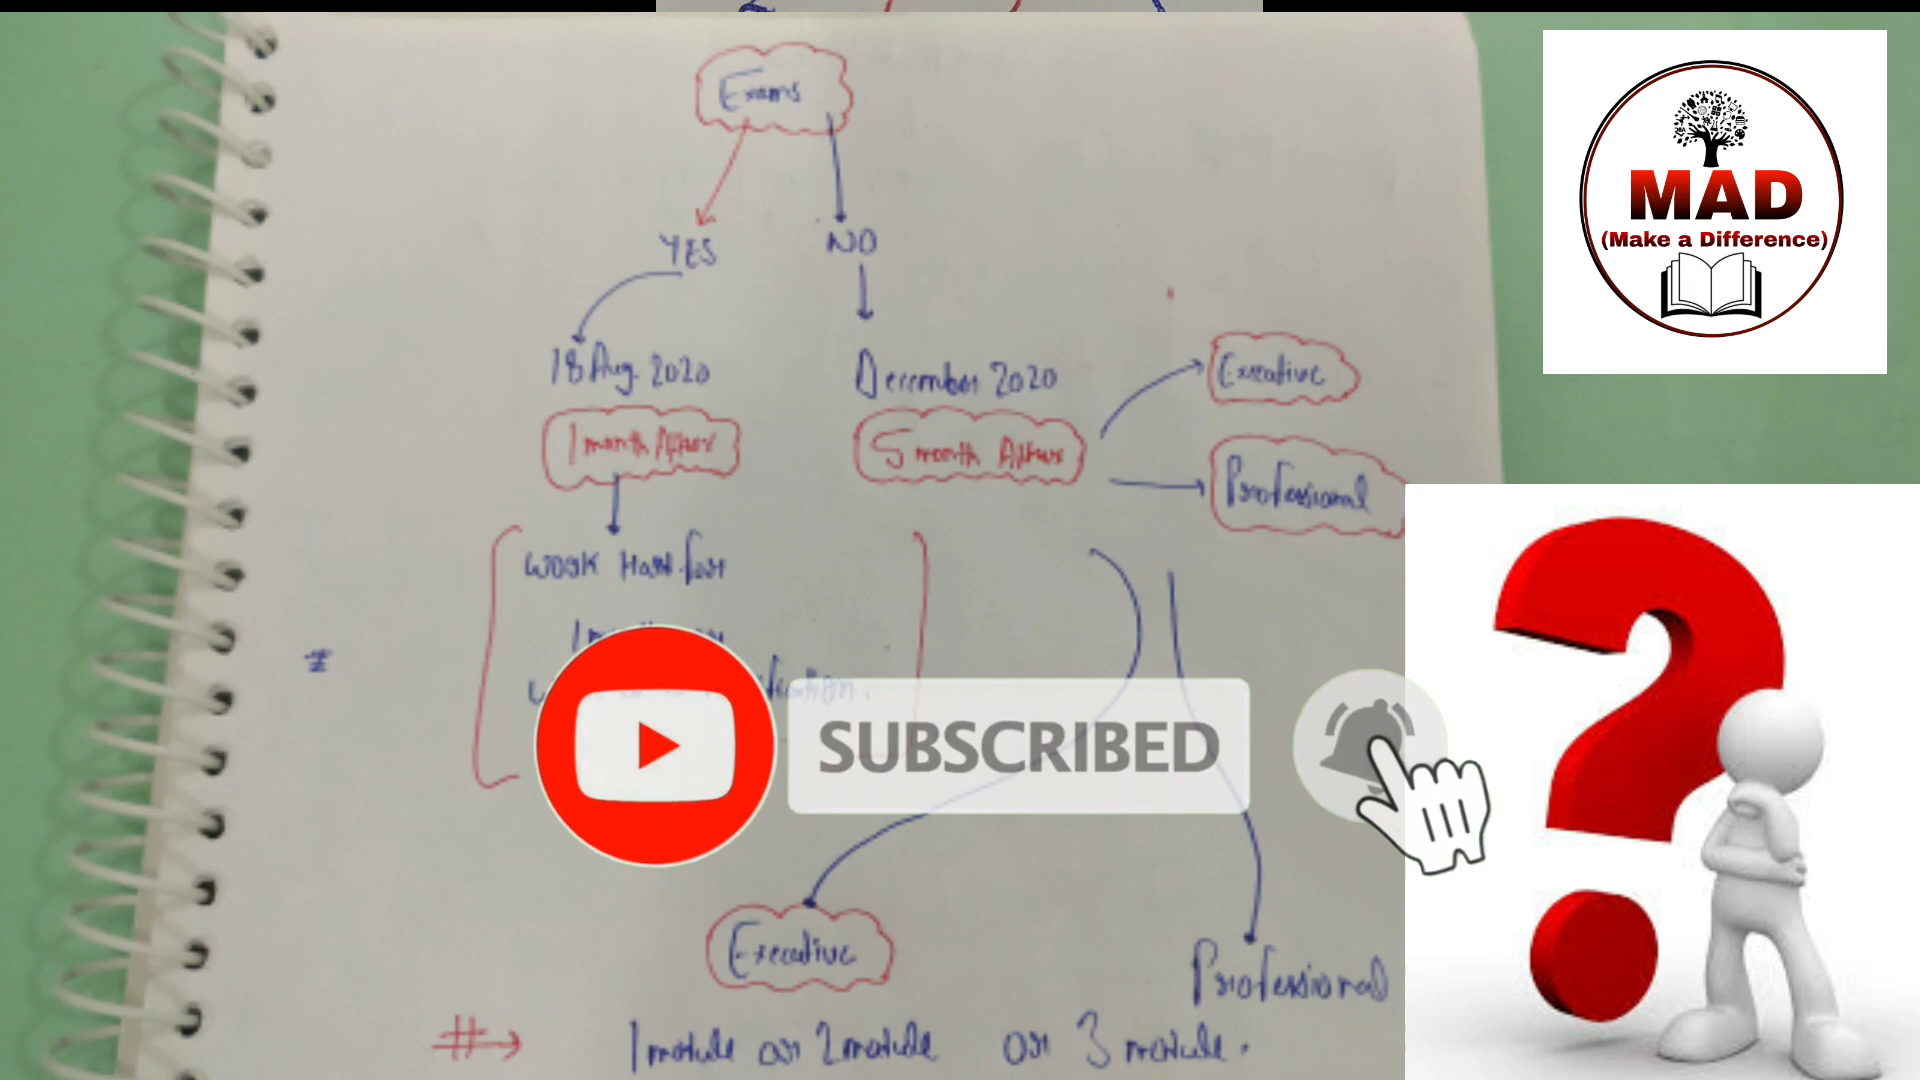 Exams
YES
NO
18 Aug. 2020
December 2020
Executive
1 month After
5 month After
Professional
Work Hard for
SUBSCRIBED
Executive
Professional
1 module or 2 module or 3 module.
MAD
(Make a Difference)